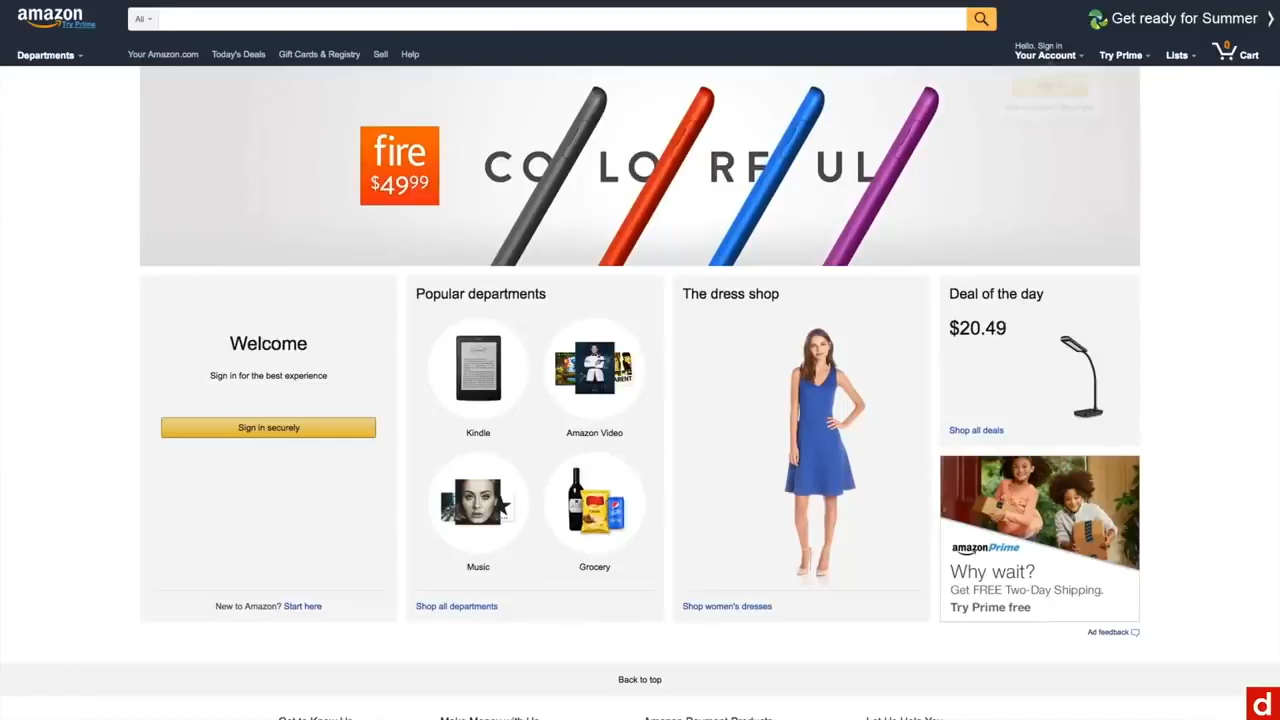 amazon
Try Prime
All
Get ready for Summer
Departments
Your Amazon.com
Today's Deals
Gift Cards & Registry
Sell
Help
Hello. Sign in
Your Account
Try Prime
Lists
0
Cart
fire
$49.99
COLORFUL
Welcome
Sign in for the best experience
Sign in securely
New to Amazon? Start here
Popular departments
Kindle
Amazon Video
Music
Grocery
Shop all departments
The dress shop
Shop women's dresses
Deal of the day
$20.49
Shop all deals
amazonPrime
Why wait?
Get FREE Two-Day Shipping.
Try Prime free
Ad feedback
Back to top
Get to Know Us
Make Money with Us
Amazon Payment Products
Let Us Help You
d